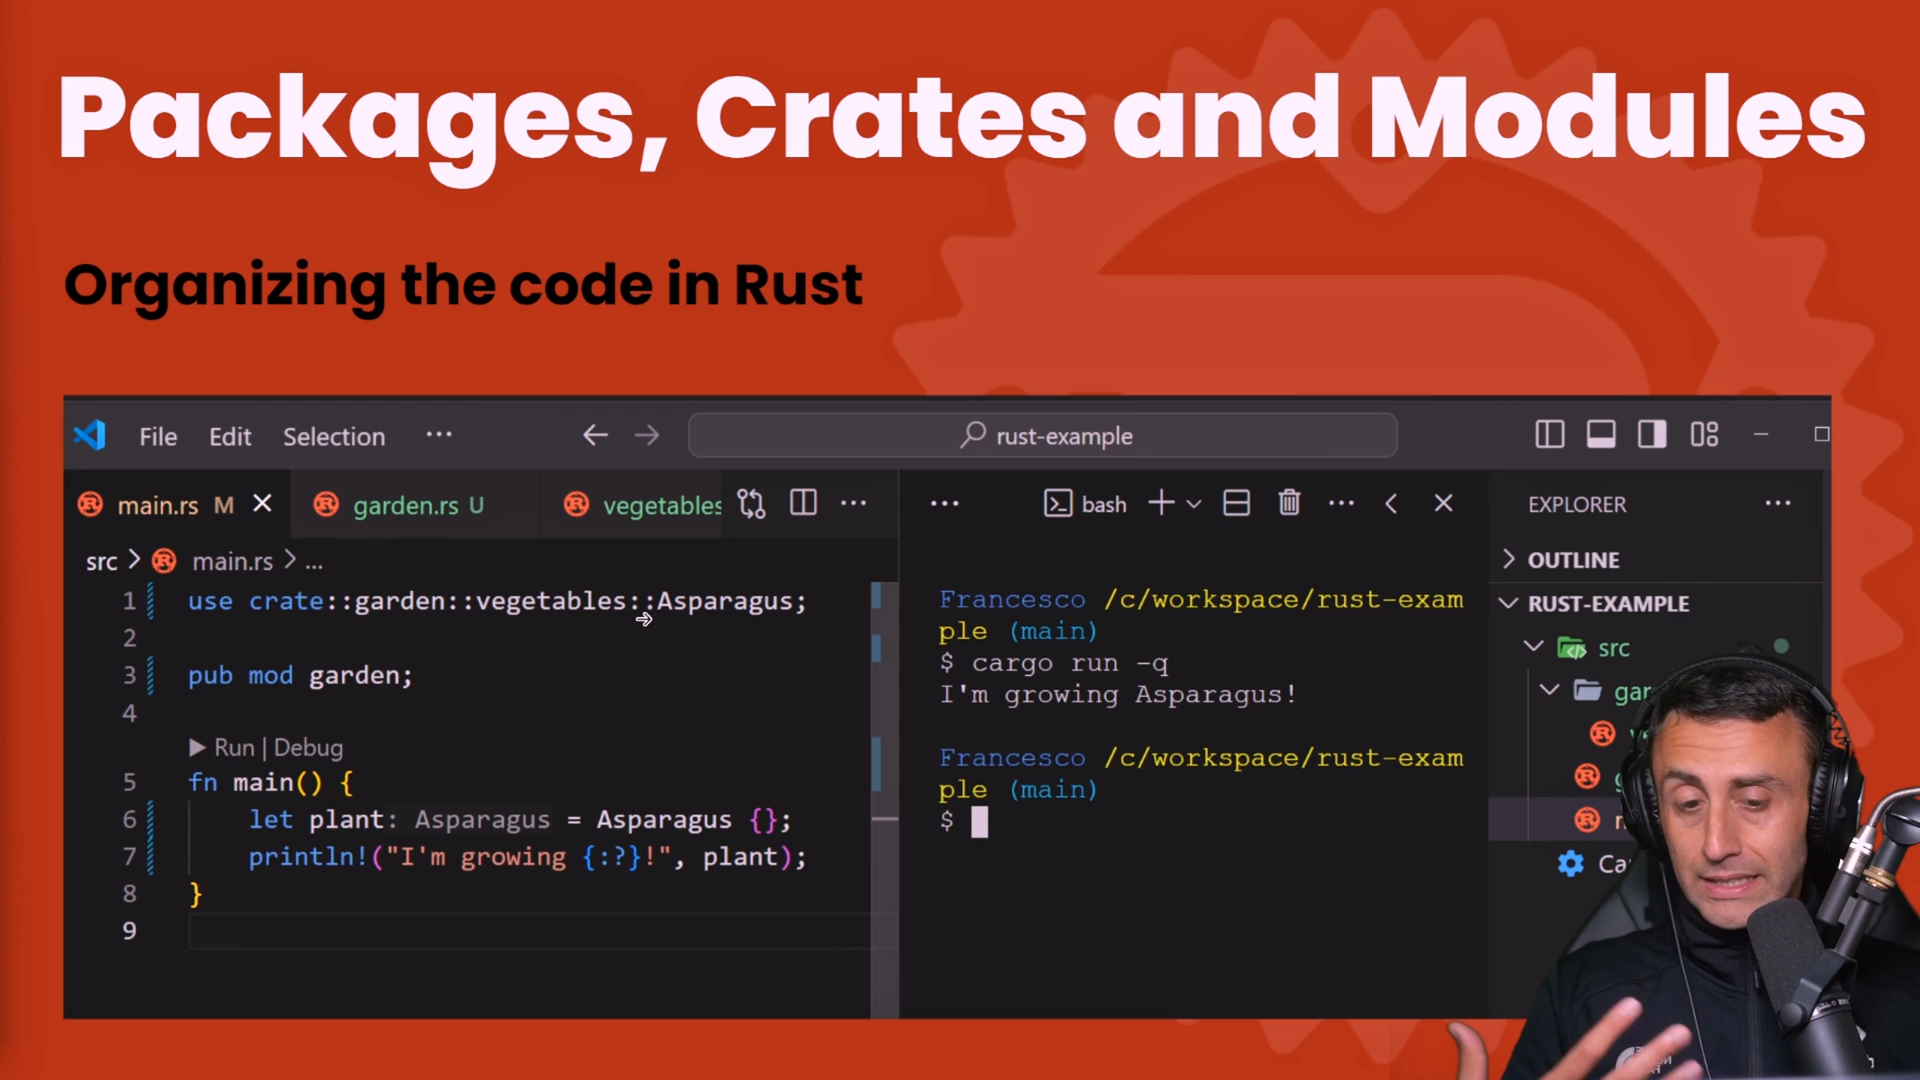 Packages, Crates and Modules
Organizing the code in Rust
File Edit Selection ··· rust-example
main.rs M garden.rs U vegetables
bash
EXPLORER
src > main.rs > ...
OUTLINE
RUST-EXAMPLE
src
1 use crate::garden::vegetables::Asparagus;
2
3 pub mod garden;
4
Run | Debug
5 fn main() {
6 let plant: Asparagus = Asparagus {};
7 println!("I'm growing {:?}!", plant);
8 }
9
Francesco /c/workspace/rust-exam
ple (main)
$ cargo run -q
I'm growing Asparagus!
Francesco /c/workspace/rust-exam
ple (main)
$